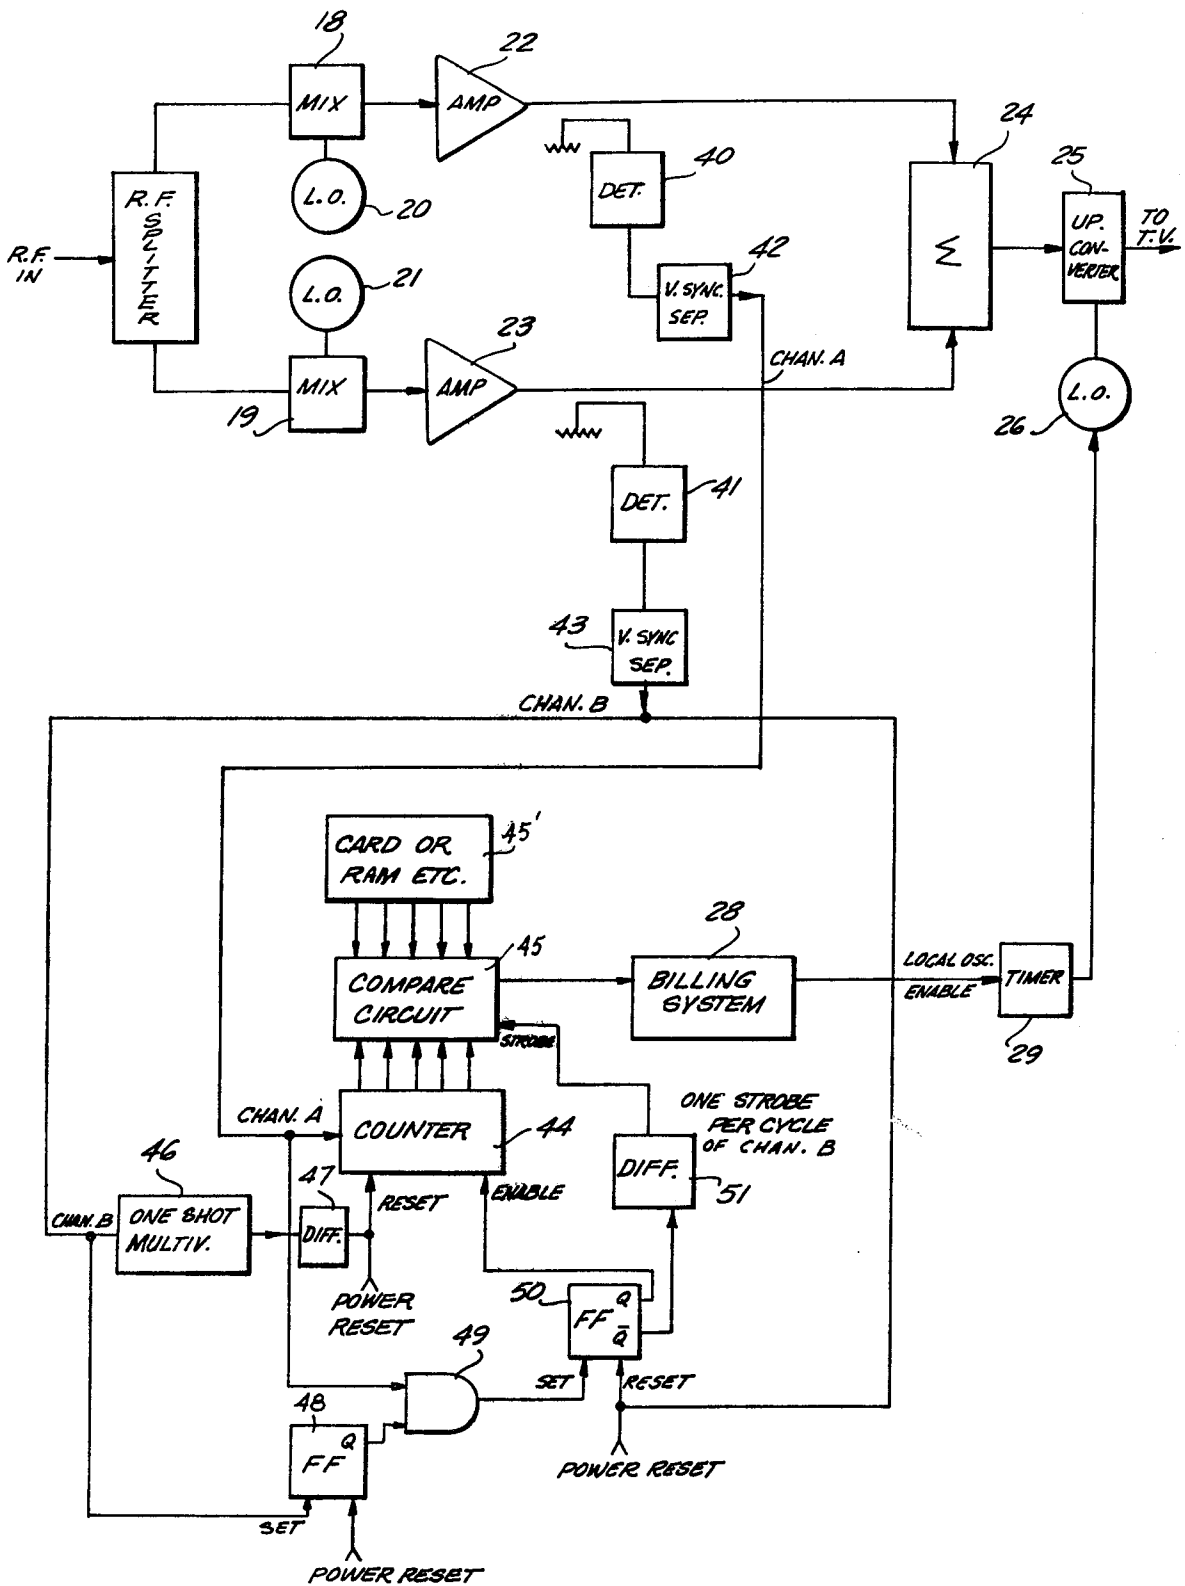 18
22
MIX
AMP
24
25
40
R.F.
SPLITTER
DET.
L.O.
20
UP.
CON-
VERTER
TO
T.V.
R.F.
IN
Σ
42
21
L.O.
V. SYNC.
SEP.
23
CHAN. A
MIX
AMP
L.O.
19
26
DET.
41
43
V. SYNC
SEP.
CHAN. B
CARD OR
RAM ETC.
45'
28
45
COMPARE
CIRCUIT
BILLING
SYSTEM
LOCAL OSC.
ENABLE
TIMER
STROBE
29
ONE STROBE
PER CYCLE
OF CHAN. B
CHAN. A
COUNTER
44
46
47
DIFF.
51
RESET
ENABLE
CHAN. B
ONE SHOT
MULTIV.
DIFF.
50
FF
Q
Q̄
POWER
RESET
49
SET
RESET
48
FF
Q
POWER RESET
SET
POWER RESET